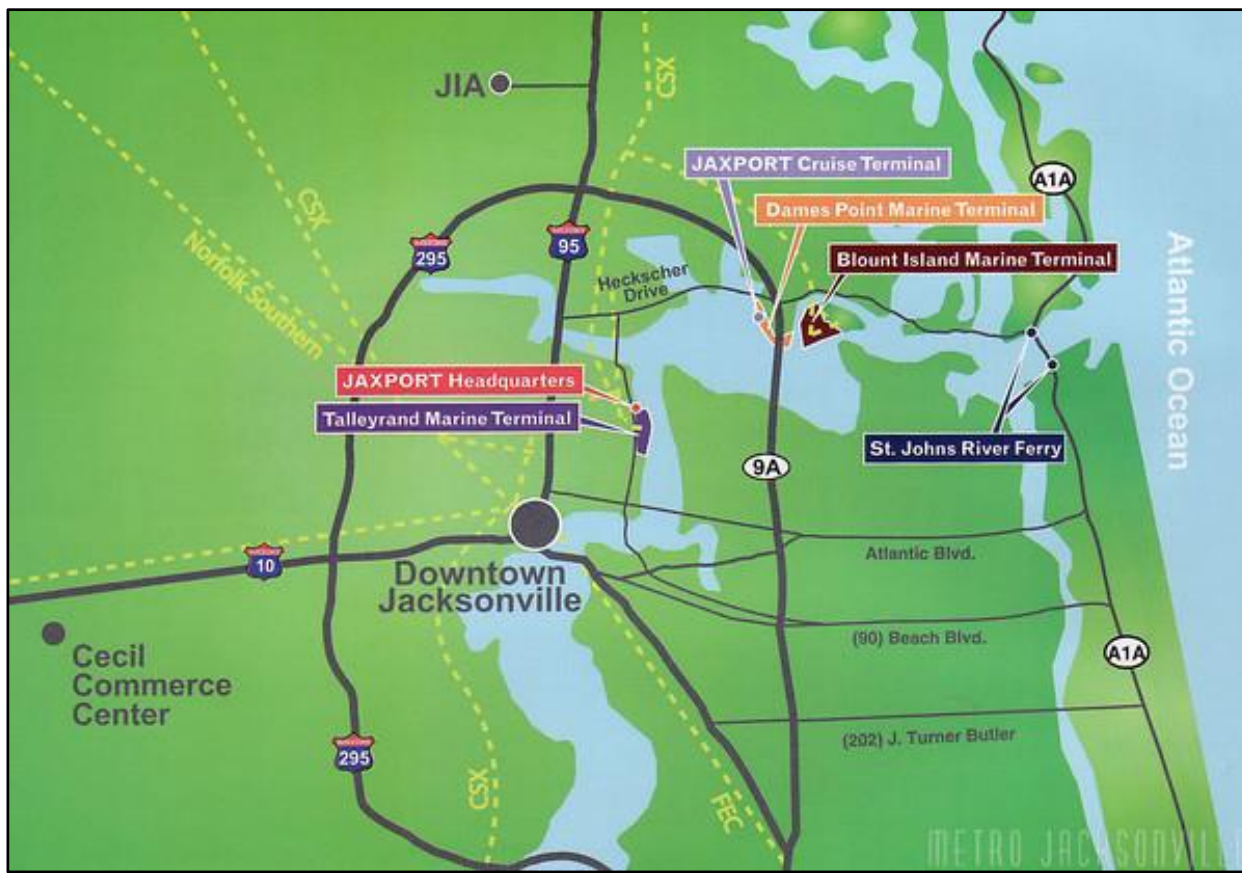 JIA
CSX
JAXPORT Cruise Terminal
A1A
CSX
Dames Point Marine Terminal
295
95
Blount Island Marine Terminal
Norfolk Southern
Heckscher
Drive
Atlantic Ocean
JAXPORT Headquarters
Talleyrand Marine Terminal
St. Johns River Ferry
9A
10
Atlantic Blvd.
Downtown
Jacksonville
(90) Beach Blvd.
Cecil
Commerce
Center
A1A
(202) J. Turner Butler
295
CSX
FEC
METRO JACKSONVILLE